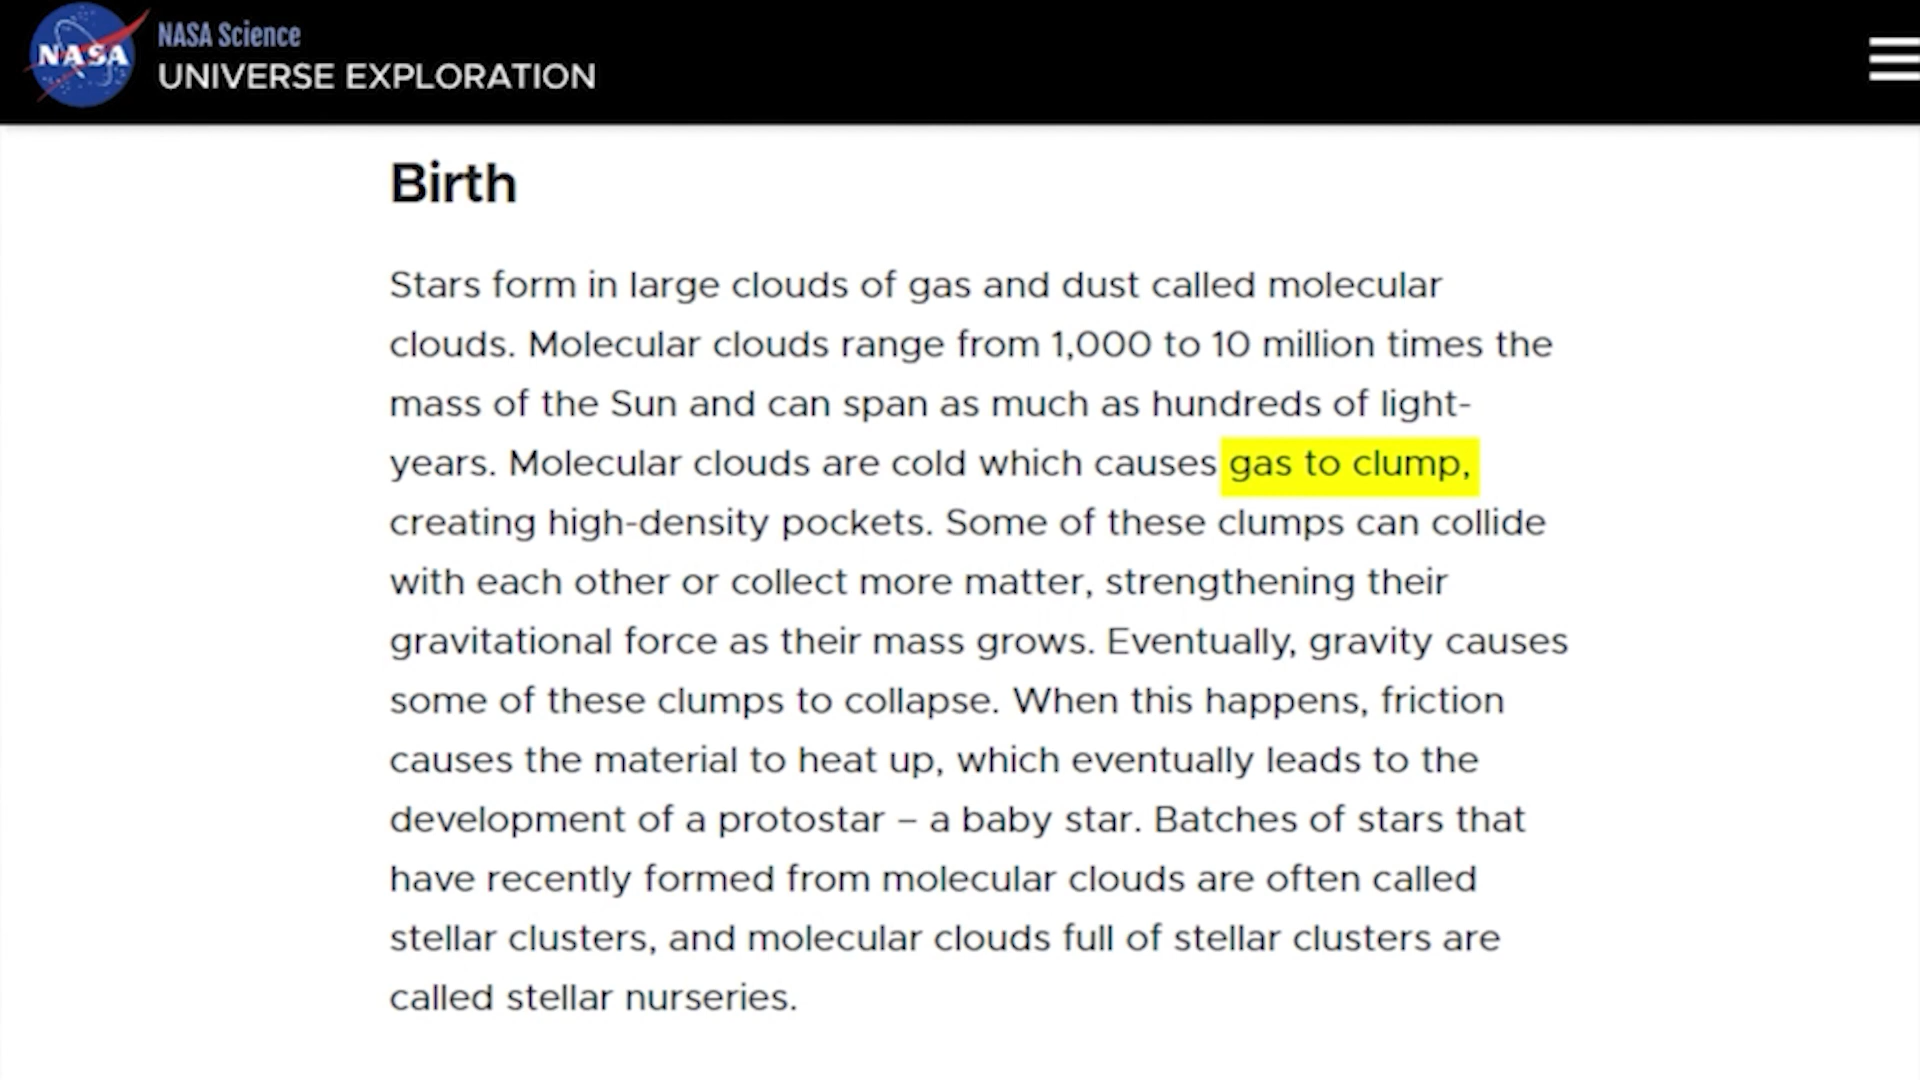 NASA
NASA Science
UNIVERSE EXPLORATION
Birth
Stars form in large clouds of gas and dust called molecular
clouds. Molecular clouds range from 1,000 to 10 million times the
mass of the Sun and can span as much as hundreds of light-
years. Molecular clouds are cold which causes gas to clump,
creating high-density pockets. Some of these clumps can collide
with each other or collect more matter, strengthening their
gravitational force as their mass grows. Eventually, gravity causes
some of these clumps to collapse. When this happens, friction
causes the material to heat up, which eventually leads to the
development of a protostar – a baby star. Batches of stars that
have recently formed from molecular clouds are often called
stellar clusters, and molecular clouds full of stellar clusters are
called stellar nurseries.